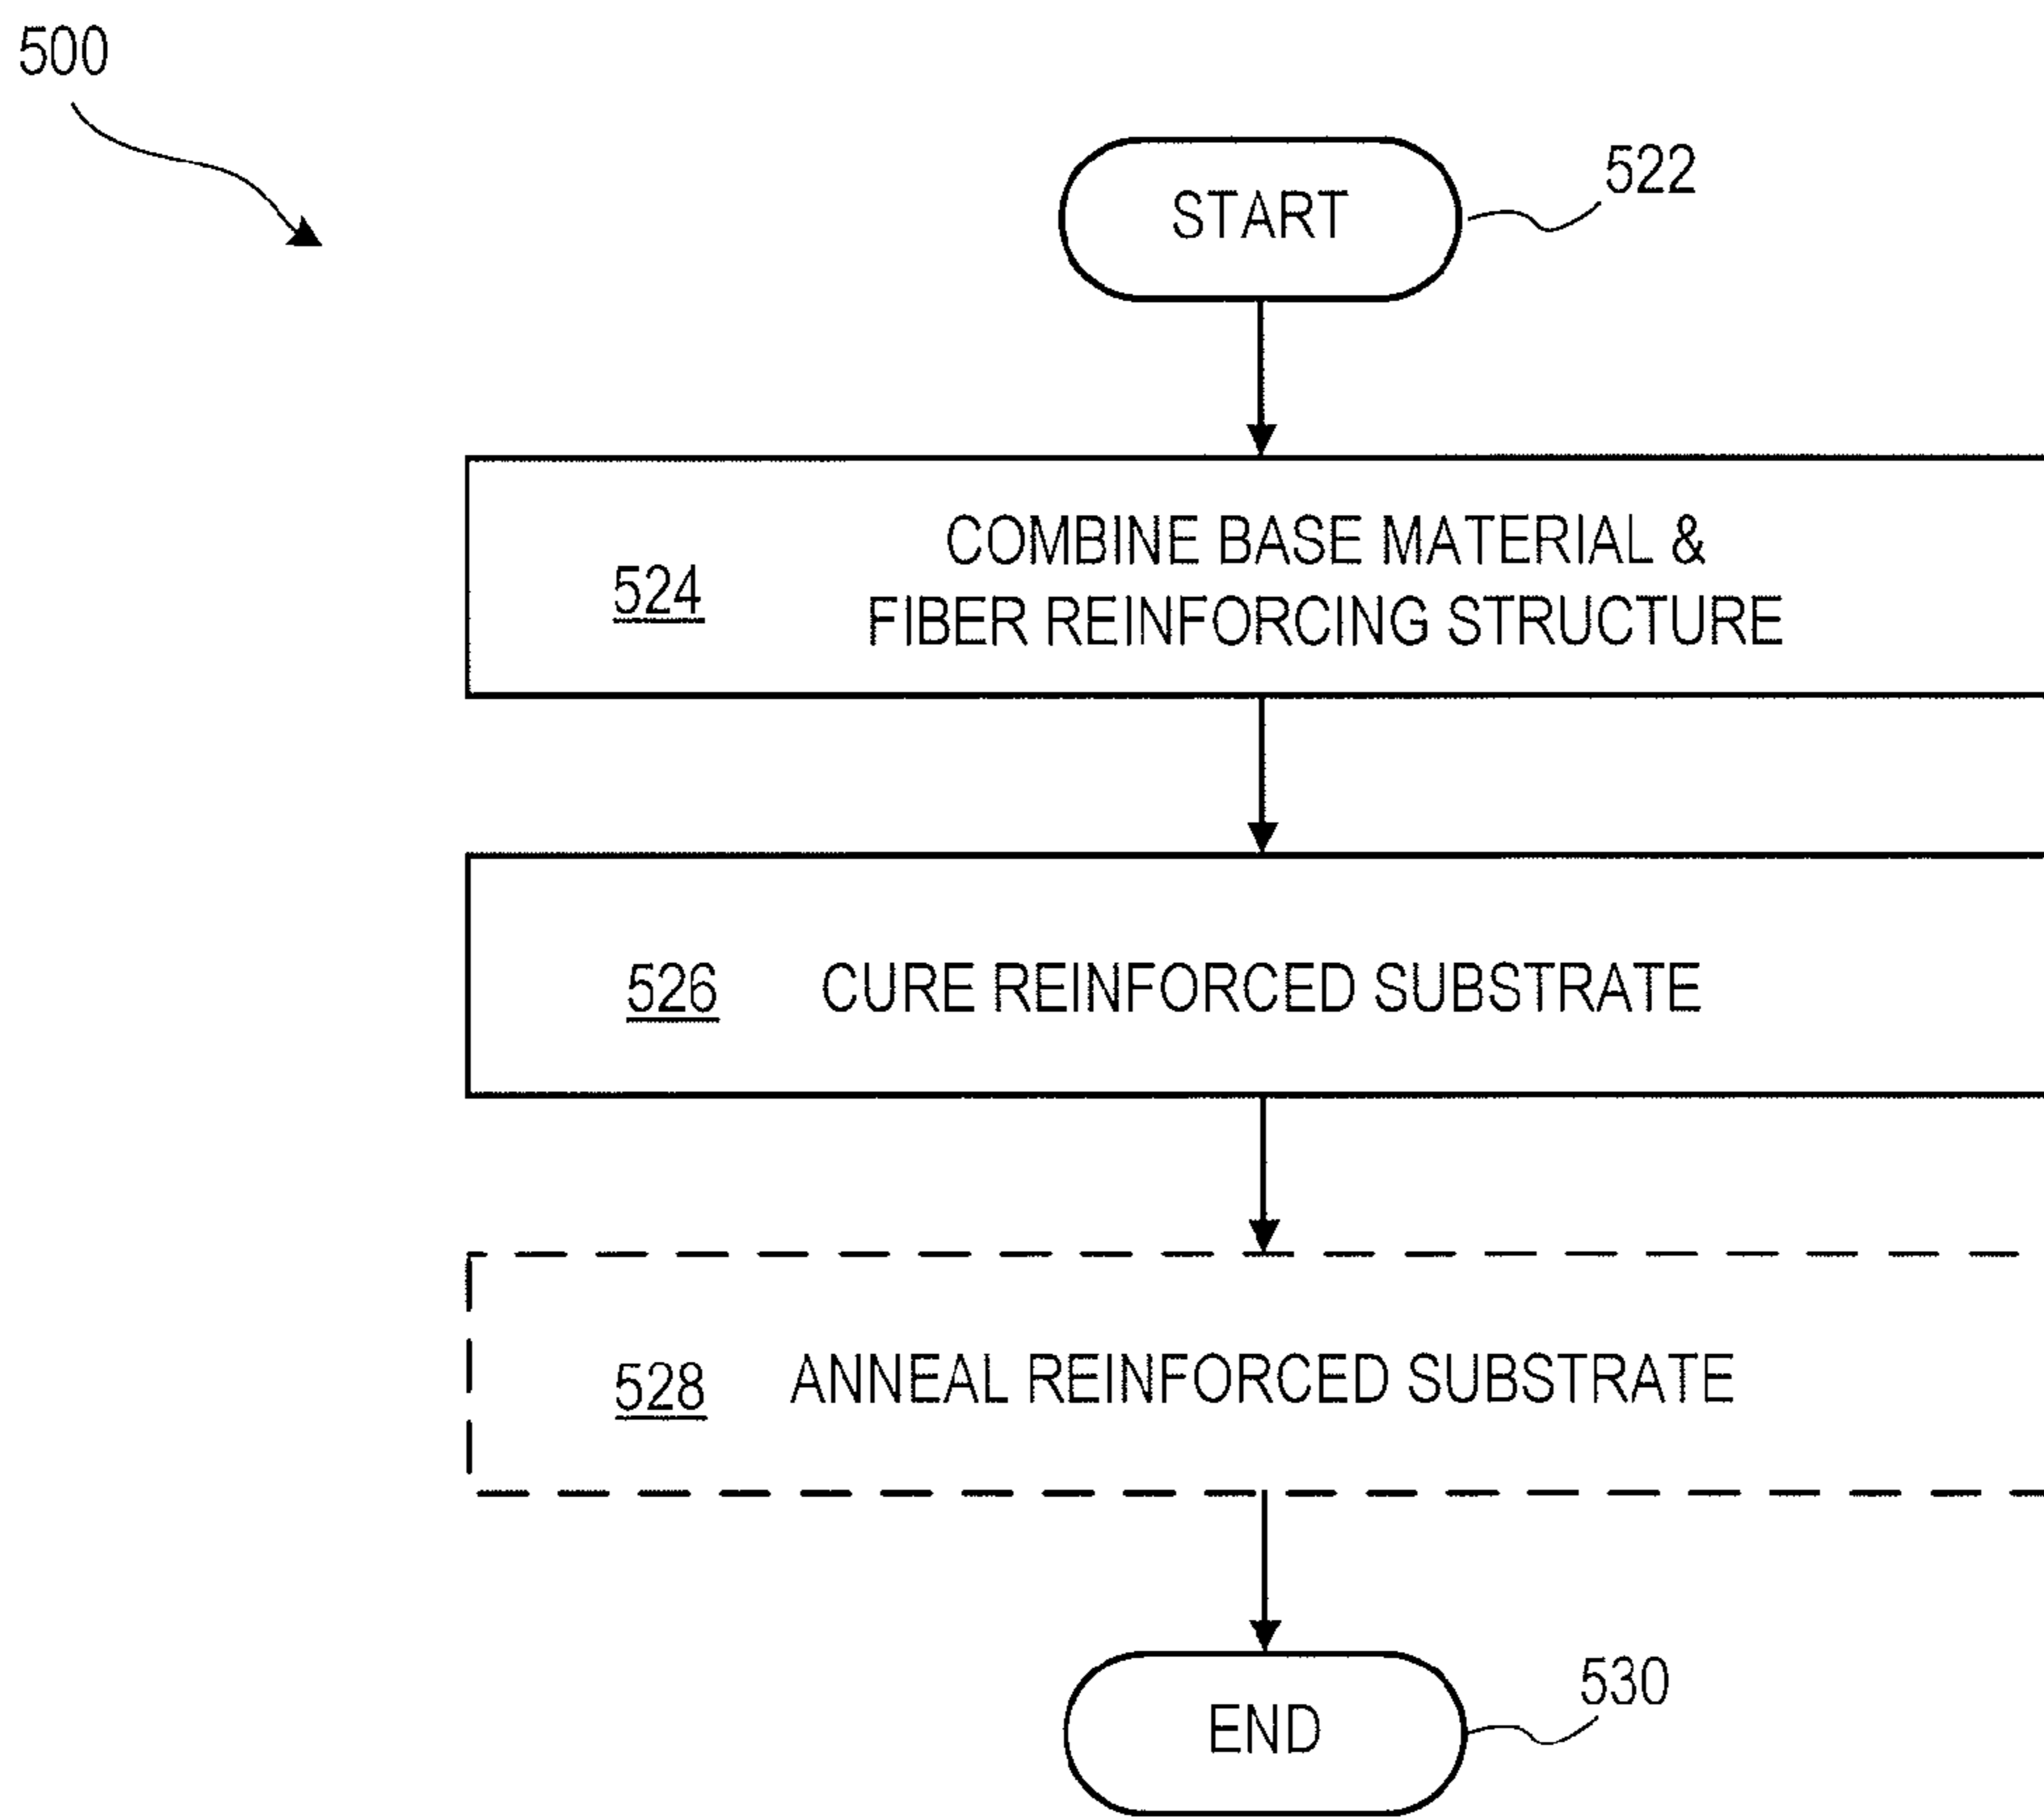 500
START
522
COMBINE BASE MATERIAL &
524
FIBER REINFORCING STRUCTURE
526 CURE REINFORCED SUBSTRATE
528 ANNEAL REINFORCED SUBSTRATE
530
END